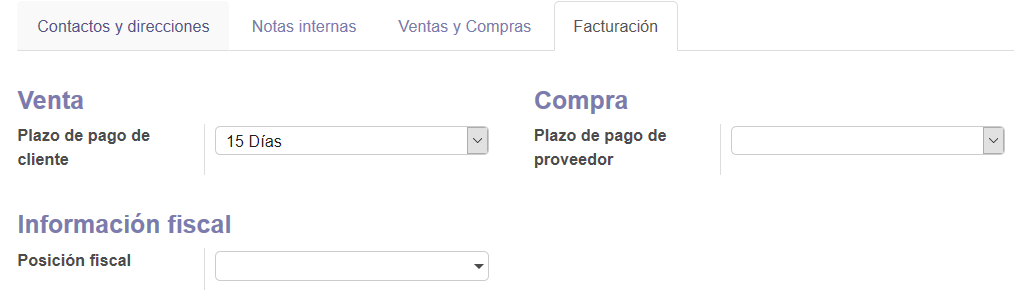 Contactos y direcciones
Notas internas
Ventas y Compras
Facturación
Venta
Plazo de pago de
cliente
15 Días
Compra
Plazo de pago de
proveedor
Información fiscal
Posición fiscal